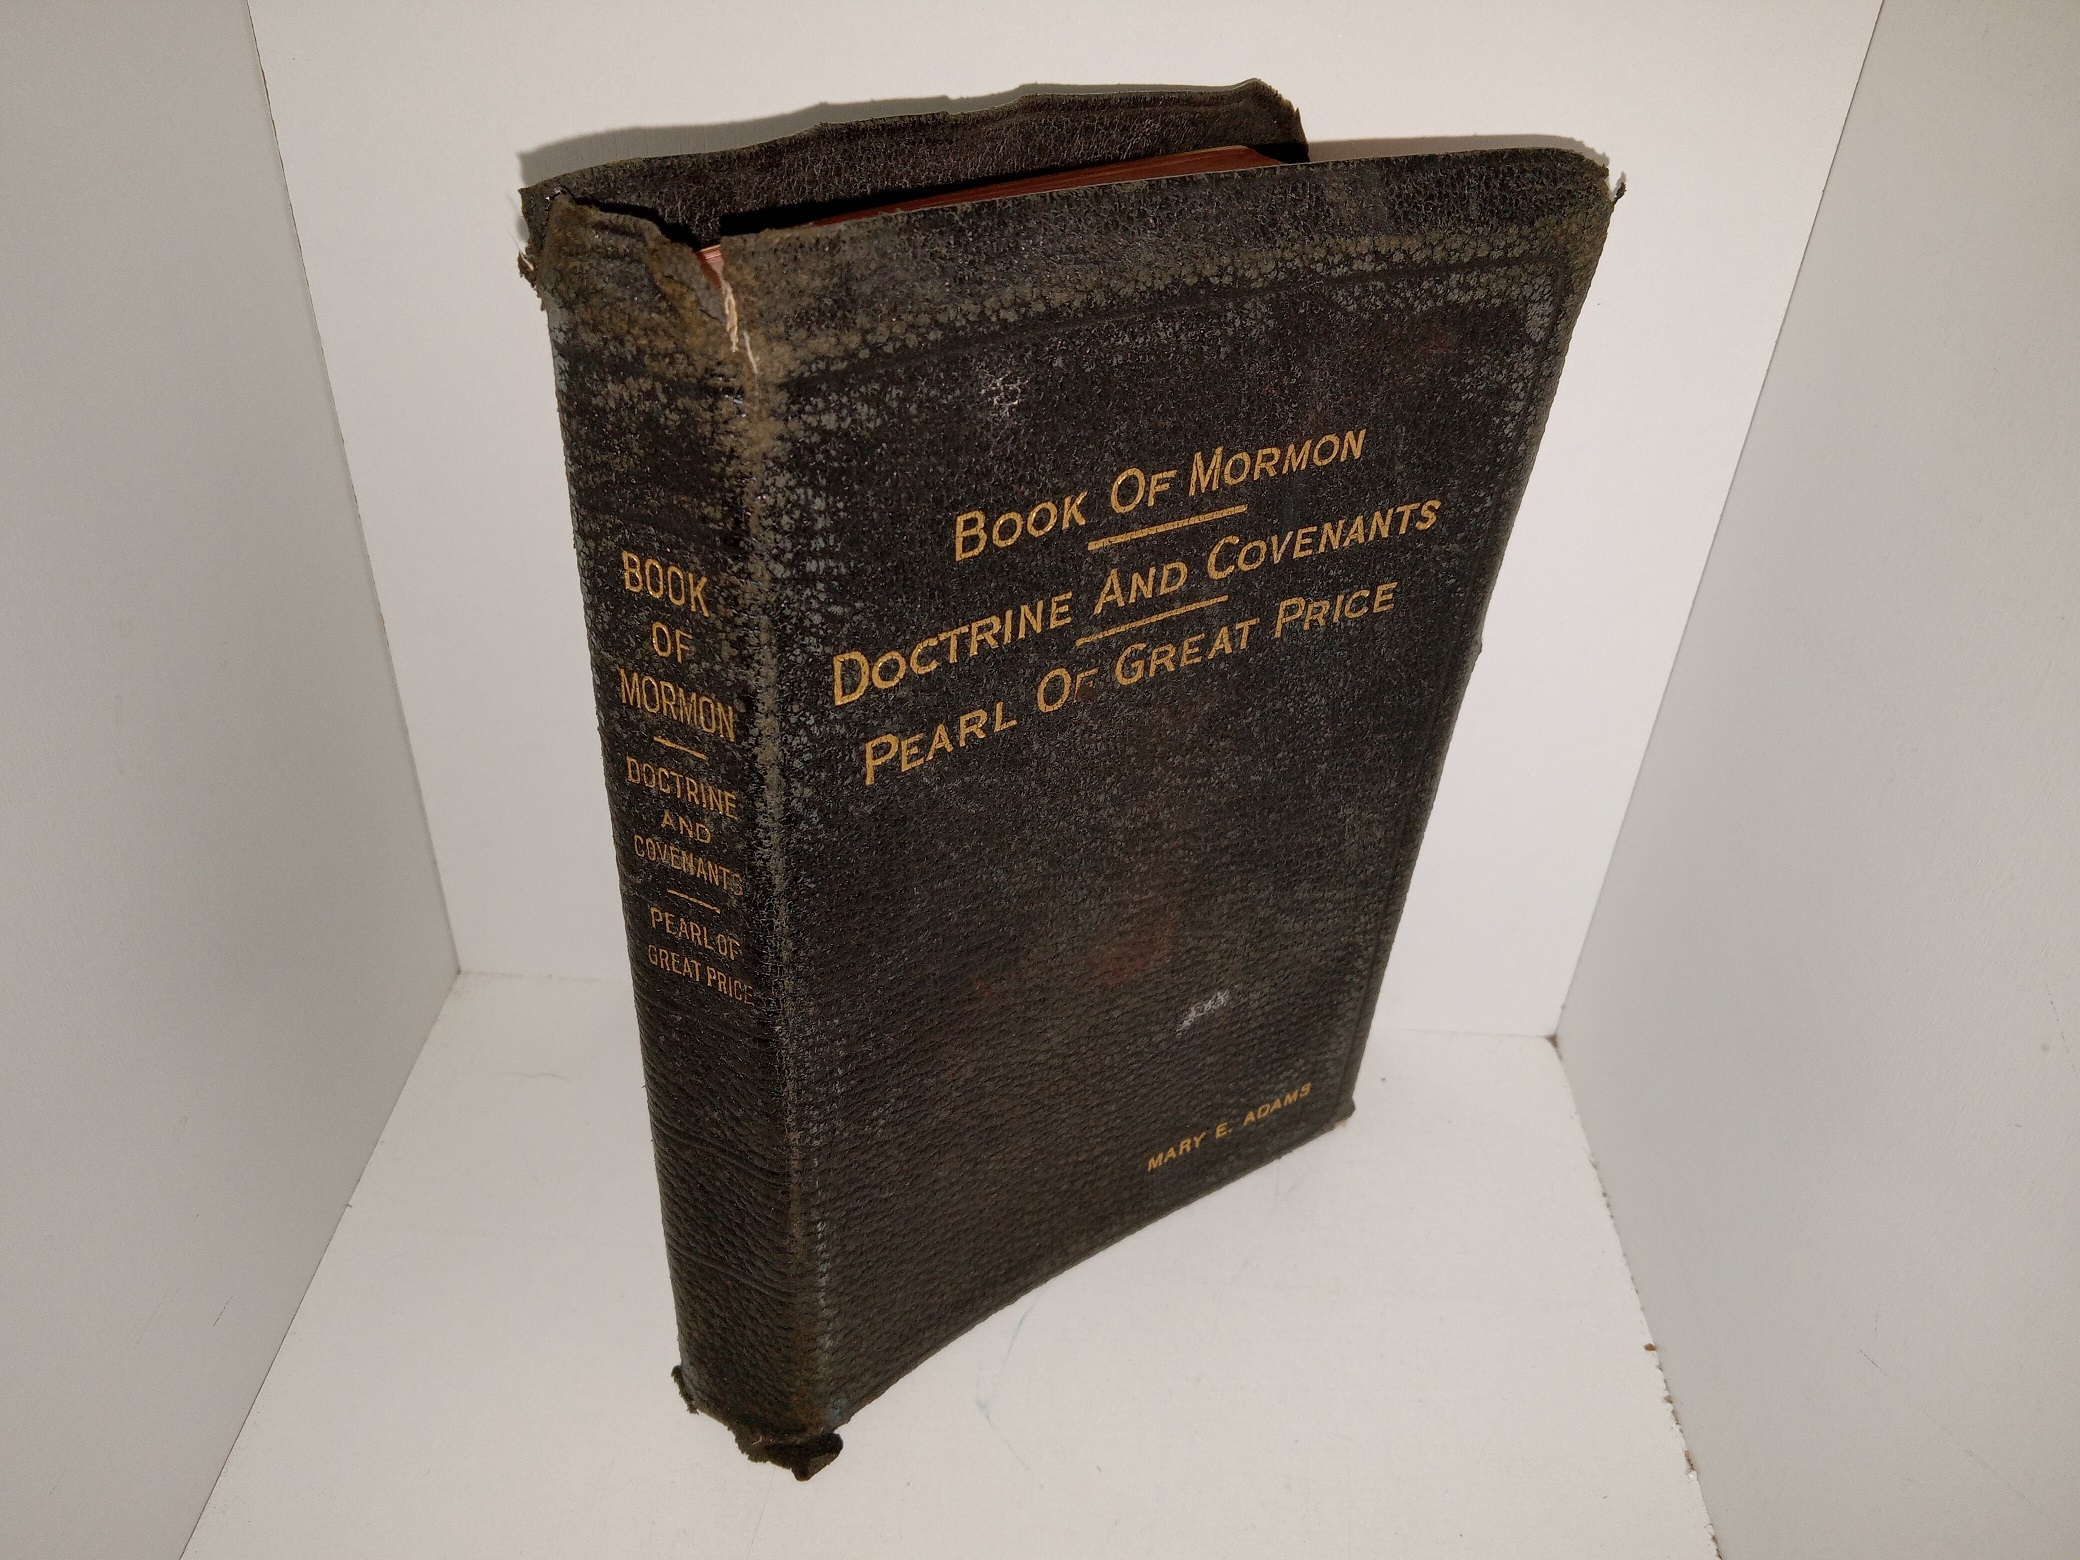 BOOK
OF
MORMON
DOCTRINE
AND
COVENANTS
PEARL OF
GREAT PRICE
BOOK OF MORMON
DOCTRINE AND COVENANTS
PEARL OF GREAT PRICE
MARY E. ADAMS